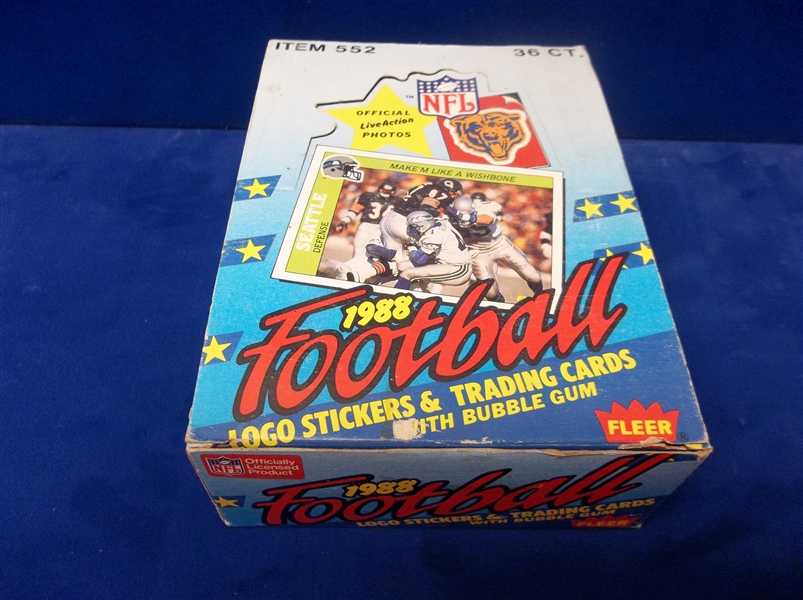 ITEM 552
36 CT.
NFL
TM
OFFICIAL
LiveAction
PHOTOS
MAKE'M LIKE A WISHBONE
SEATTLE
DEFENSE
1988
Football
LOGO STICKERS & TRADING CARDS
WITH BUBBLE GUM
FLEER
®
NFL
Officially
Licensed
Product
1988
Football
LOGO STICKERS & TRADING CARDS
WITH BUBBLE GUM
FLEER